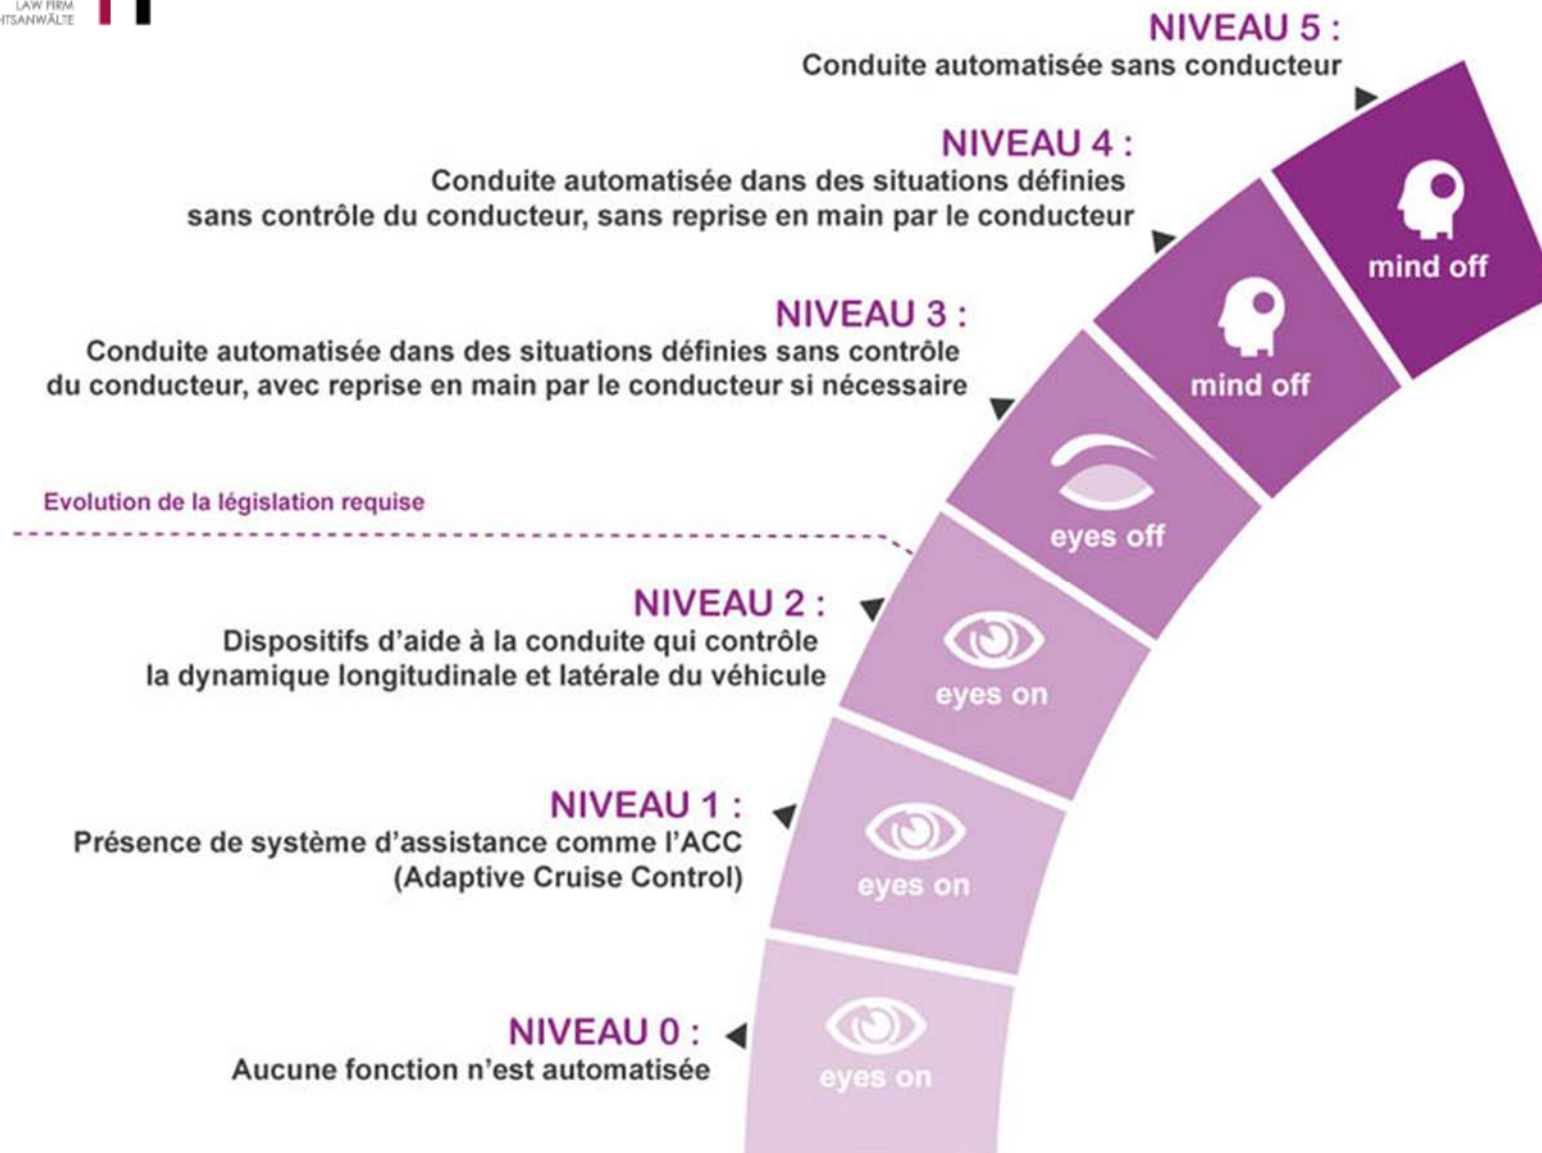 LAW FIRM
NIVEAU 5 :
Conduite automatisée sans conducteur
mind off
NIVEAU 4 :
Conduite automatisée dans des situations définies
sans contrôle du conducteur, sans reprise en main par le conducteur
mind off
NIVEAU 3 :
Conduite automatisée dans des situations définies sans contrôle
du conducteur, avec reprise en main par le conducteur si nécessaire
eyes off
Evolution de la législation requise
NIVEAU 2 :
Dispositifs d’aide à la conduite qui contrôle
la dynamique longitudinale et latérale du véhicule
eyes on
NIVEAU 1 :
Présence de système d’assistance comme l’ACC
(Adaptive Cruise Control)
eyes on
NIVEAU 0 :
Aucune fonction n’est automatisée
eyes on